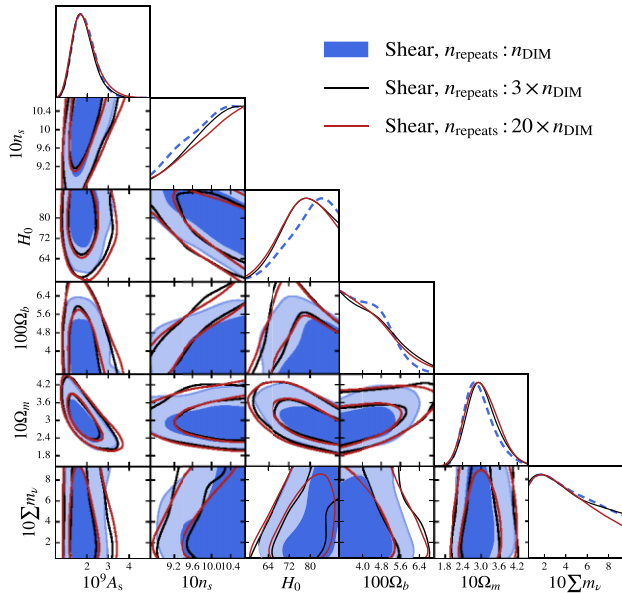 Shear, n_repeats : n_DIM
Shear, n_repeats : 3 × n_DIM
Shear, n_repeats : 20 × n_DIM
10n_s
10.4
10
9.6
9.2
H_0
80
72
64
100Ω_b
6.4
5.6
4.8
4
10Ω_m
4.2
3.6
3.0
2.4
1.8
10∑m_ν
8
6
4
2
2 3 4
9.2 9.6 10.0 10.4
64 72 80
4.0 4.8 5.6 6.4
1.8 2.4 3.0 3.6 4.2
2 4 6 8
10^9 A_s 10n_s H_0 100Ω_b 10Ω_m 10∑m_ν